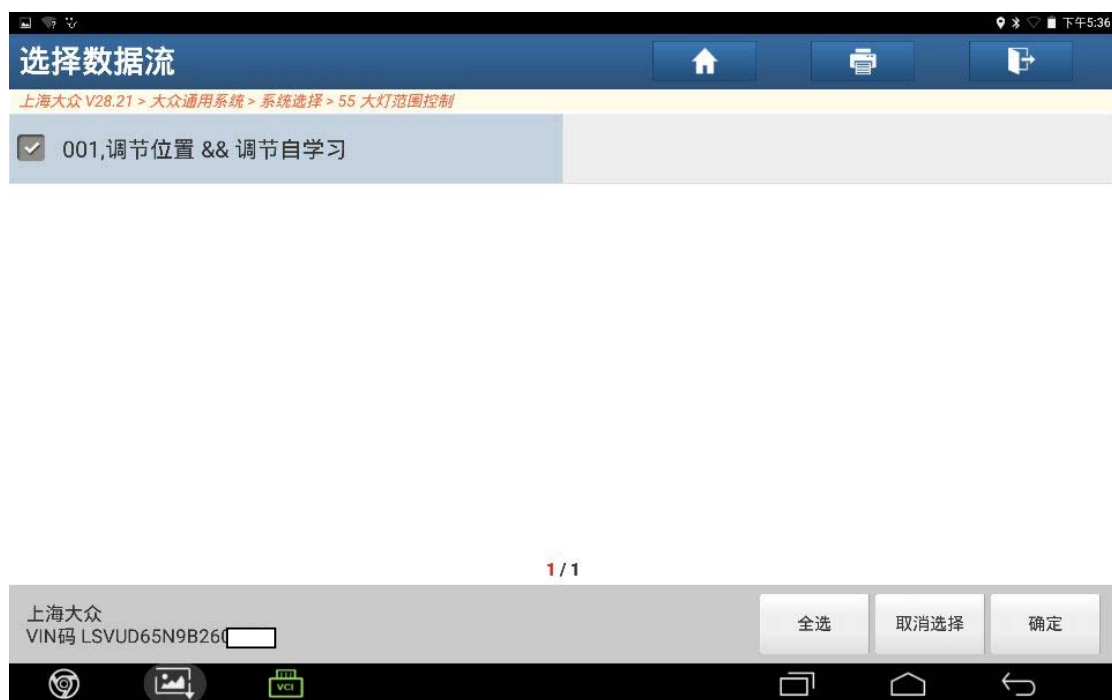 下午5:36
选择数据流
上海大众 V28.21 > 大众通用系统 > 系统选择 > 55 大灯范围控制
001,调节位置 && 调节自学习
1 / 1
上海大众
VIN码 LSVUD65N9B26
全选
取消选择
确定
VCI